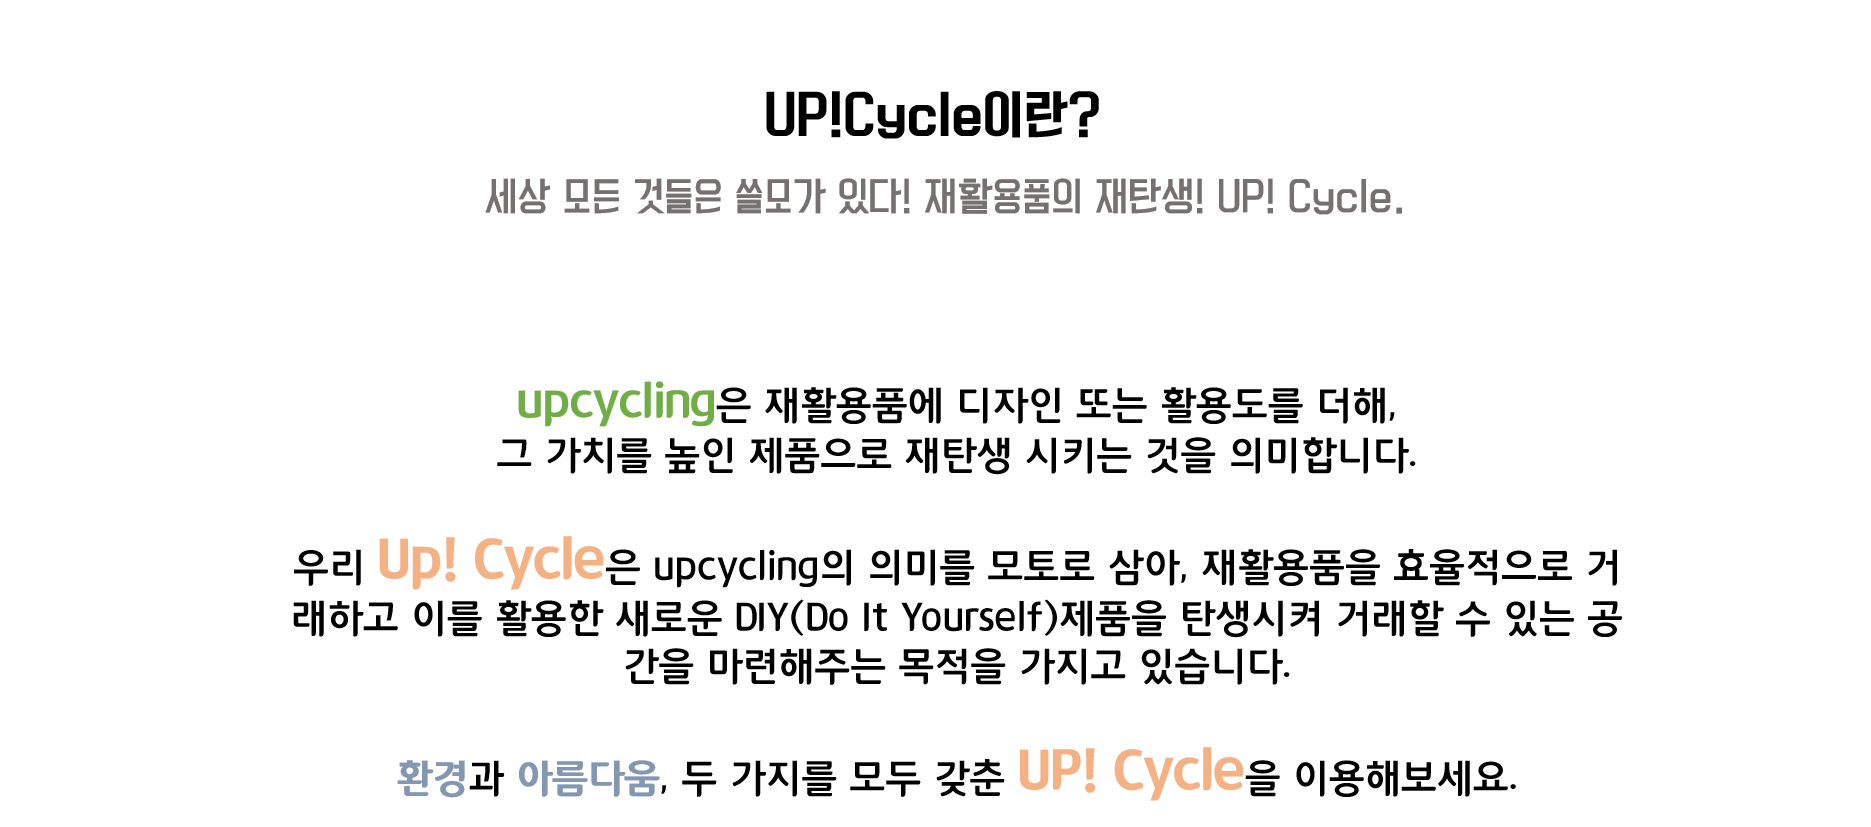 UP!Cycle이란?
세상 모든 것들은 쓸모가 있다! 재활용품의 재탄생! UP! Cycle.
upcycling은 재활용품에 디자인 또는 활용도를 더해,
그 가치를 높인 제품으로 재탄생 시키는 것을 의미합니다.
우리 Up! Cycle은 upcycling의 의미를 모토로 삼아, 재활용품을 효율적으로 거
래하고 이를 활용한 새로운 DIY(Do It Yourself)제품을 탄생시켜 거래할 수 있는 공
간을 마련해주는 목적을 가지고 있습니다.
환경과 아름다움, 두 가지를 모두 갖춘 UP! Cycle을 이용해보세요.